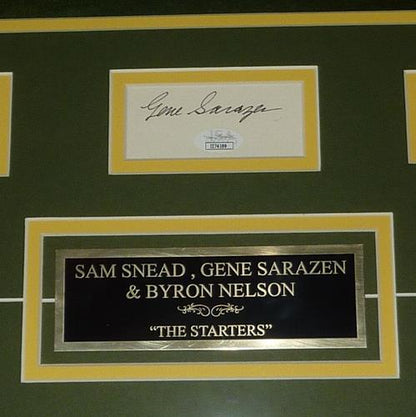 Gene Sarazen
SAM SNEAD , GENE SARAZEN
& BYRON NELSON
"THE STARTERS"